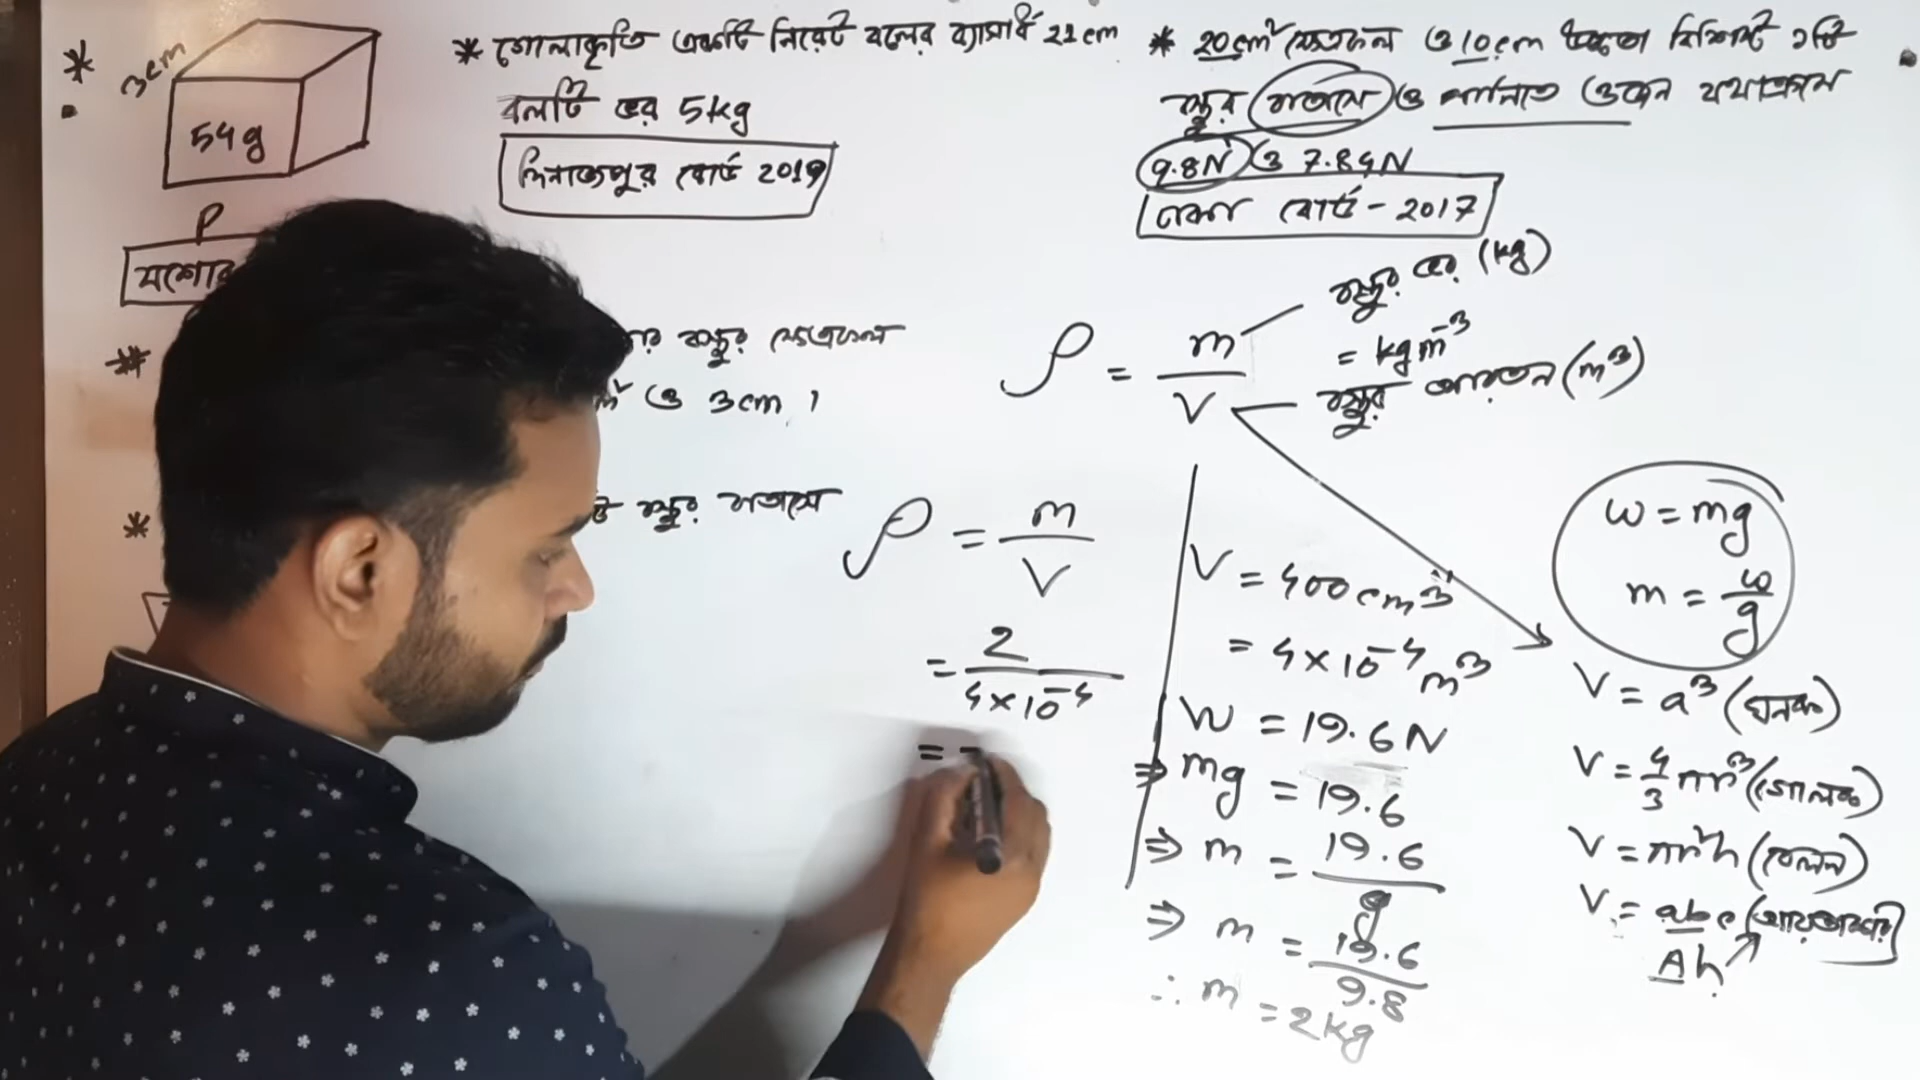 * 3cm
54g
P
যশোর
* গোলাকৃতি একটি নিরেট বলের ব্যাসার্ধ 21cm
বলটি ভর 5kg
দিনাজপুর বোর্ড 2019
* 20cm² ক্ষেত্রফল ও 10cm উচ্চতা বিশিষ্ট ১টি
বস্তুর বাতাসে ও পানিতে ওজন যথাক্রমে
9.8N ও 7.84N
ঢাকা বোর্ড - 2017
* বস্তুর ক্ষেত্রফল
ও 3cm ।
* বস্তুর বাতাসে
ρ = m/V
বস্তুর ভর (kg)
= kgm⁻³
বস্তুর আয়তন (m³)
ρ = m/V
= 2/4×10⁻⁴
=
V = 400cm³
= 4×10⁻⁴m³
W = 19.6N
⇒ mg = 19.6
⇒ m = 19.6/g
⇒ m = 19.6/9.8
∴ m = 2kg
W = mg
m = W/g
V = a³ (ঘনক)
V = 4/3 πr³ (গোলক)
V = πr²h (বেলন)
V = abc (আয়তাকার)
Ah